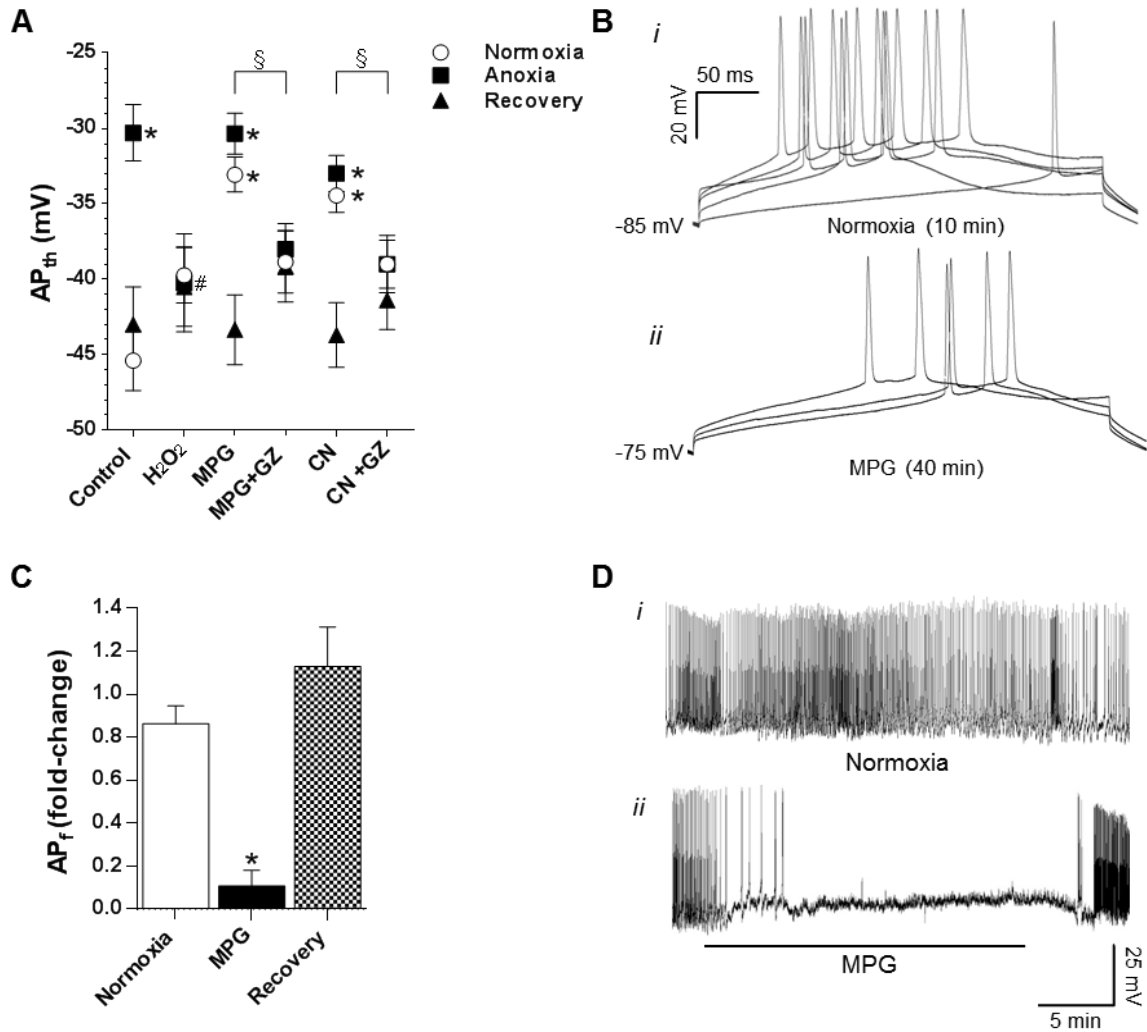 A
-25
-30
-35
-40
-45
-50
APth (mV)
§
§
*
#
*
*
*
*
Control
H2O2
MPG
MPG+GZ
CN
CN +GZ
Normoxia
Anoxia
Recovery
B
i
50 ms
20 mV
-85 mV
Normoxia (10 min)
ii
-75 mV
MPG (40 min)
C
1.4
1.2
1.0
0.8
0.6
0.4
0.2
0.0
APf (fold-change)
*
Normoxia
MPG
Recovery
D
i
Normoxia
ii
MPG
25 mV
5 min